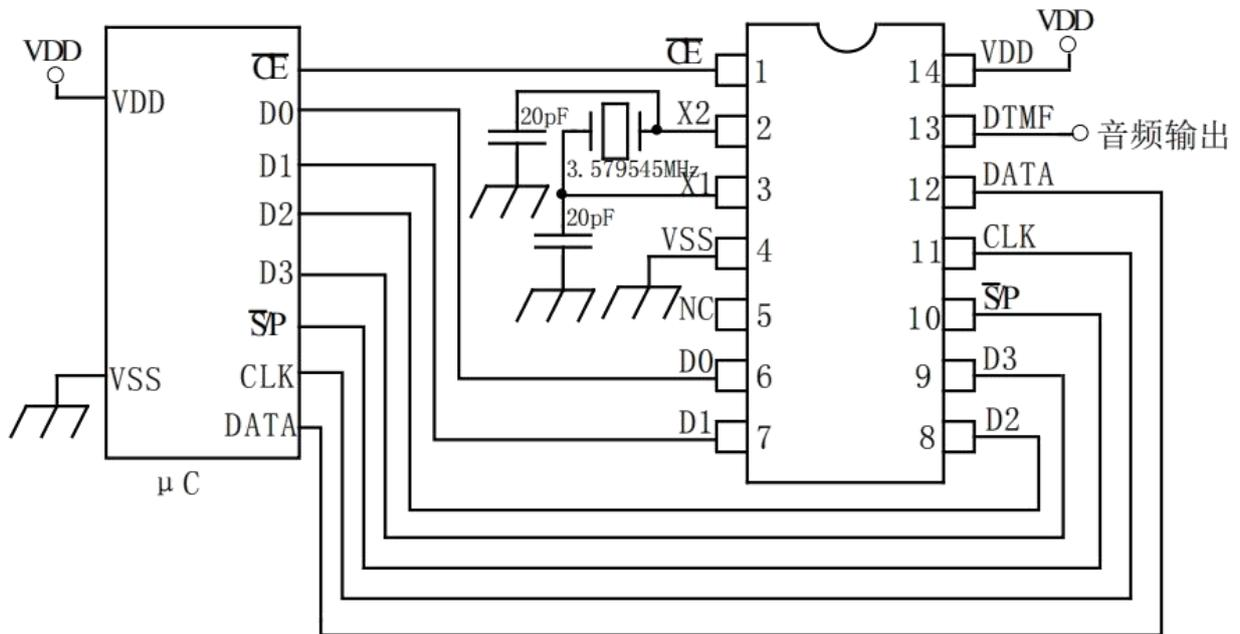 VDD
VDD
VSS
C̅E̅
D0
D1
D2
D3
S̅/P
CLK
DATA
μC
20pF
3.579545MHz
20pF
C̅E̅
X2
X1
VSS
NC
D0
D1
1
2
3
4
5
6
7
14
13
12
11
10
9
8
VDD
VDD
DTMF
音频输出
DATA
CLK
S̅/P
D3
D2